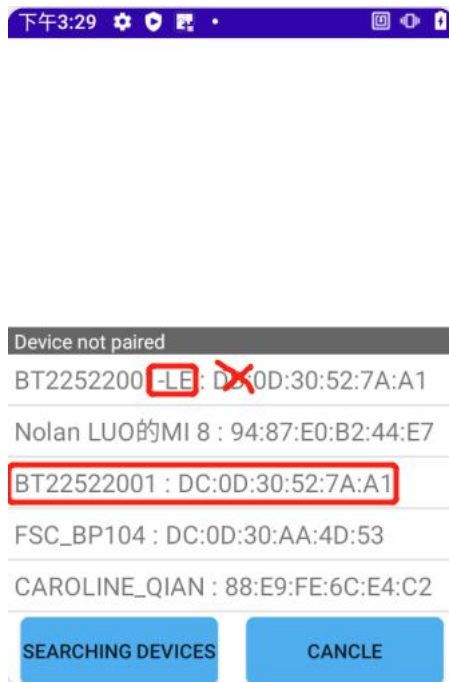 下午3:29
Device not paired
BT2252200 -LE : :0D:30:52:7A:A1
Nolan LUO的MI 8 : 94:87:E0:B2:44:E7
BT22522001 : DC:0D:30:52:7A:A1
FSC_BP104 : DC:0D:30:AA:4D:53
CAROLINE_QIAN : 88:E9:FE:6C:E4:C2
SEARCHING DEVICES
CANCLE